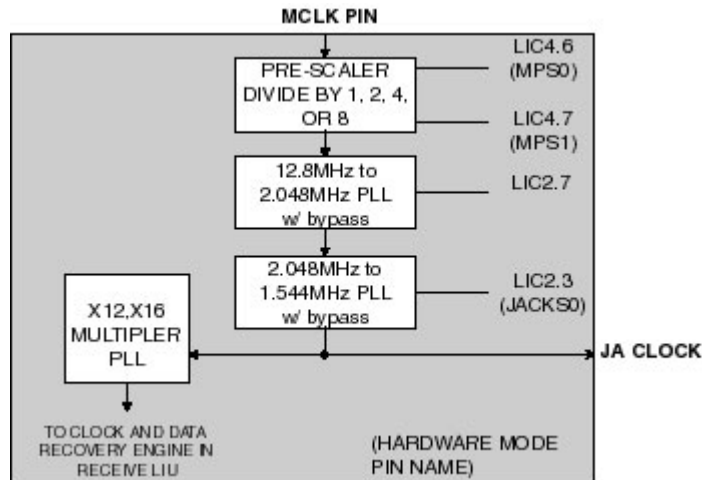 MCLK PIN
PRE-SCALER
DIVIDE BY 1, 2, 4,
OR 8
LIC4.6
(MPS0)
LIC4.7
(MPS1)
12.8MHz to
2.048MHz PLL
w/ bypass
LIC2.7
2.048MHz to
1.544MHz PLL
w/ bypass
LIC2.3
(JACKS0)
X12,X16
MULTIPLER
PLL
JA CLOCK
TO CLOCK AND DATA
RECOVERY ENGINE IN
RECEIVE LIU
(HARDWARE MODE
PIN NAME)